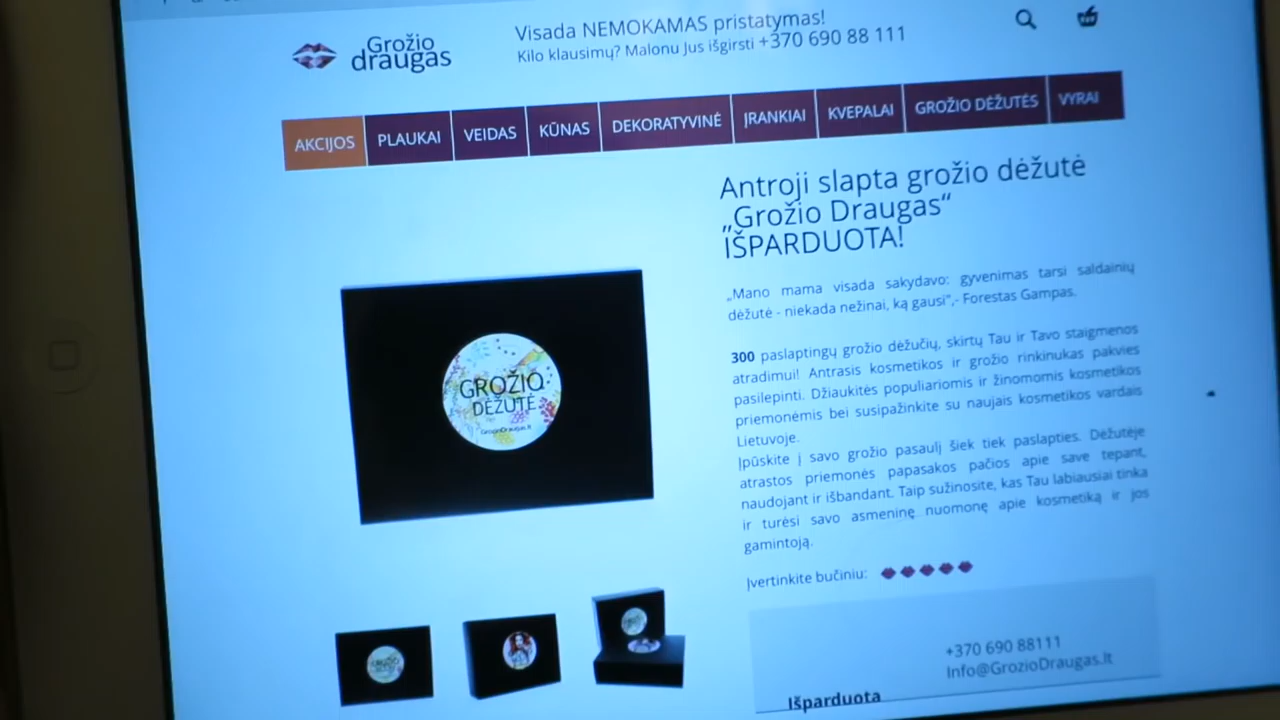 Grožio
draugas
Visada NEMOKAMAS pristatymas!
Kilo klausimų? Malonu Jus išgirsti +370 690 88 111
AKCIJOS PLAUKAI VEIDAS KŪNAS DEKORATYVINĖ ĮRANKIAI KVEPALAI GROŽIO DĖŽUTĖS VYRAI
Antroji slapta grožio dėžutė
„Grožio Draugas“
IŠPARDUOTA!
„Mano mama visada sakydavo: gyvenimas tarsi saldainių
dėžutė - niekada nežinai, ką gausi“,- Forestas Gampas.
300 paslaptingų grožio dėžučių, skirtų Tau ir Tavo staigmenos
atradimui! Antrasis kosmetikos ir grožio rinkinukas pakvies
pasilepinti. Džiaukitės populiariomis ir žinomomis kosmetikos
priemonėmis bei susipažinkite su naujais kosmetikos vardais
Lietuvoje.
Įpūskite į savo grožio pasaulį šiek tiek paslapties. Dėžutėje
atrastos priemonės papasakos pačios apie save tepant,
naudojant ir išbandant. Taip sužinosite, kas Tau labiausiai tinka
ir turėsi savo asmeninę nuomonę apie kosmetiką ir jos
gamintoją.
Įvertinkite bučiniu:
+370 690 88111
Info@GrozioDraugas.lt
Išparduota
GROŽIO
DĖŽUTĖ
GrozioDraugas.lt